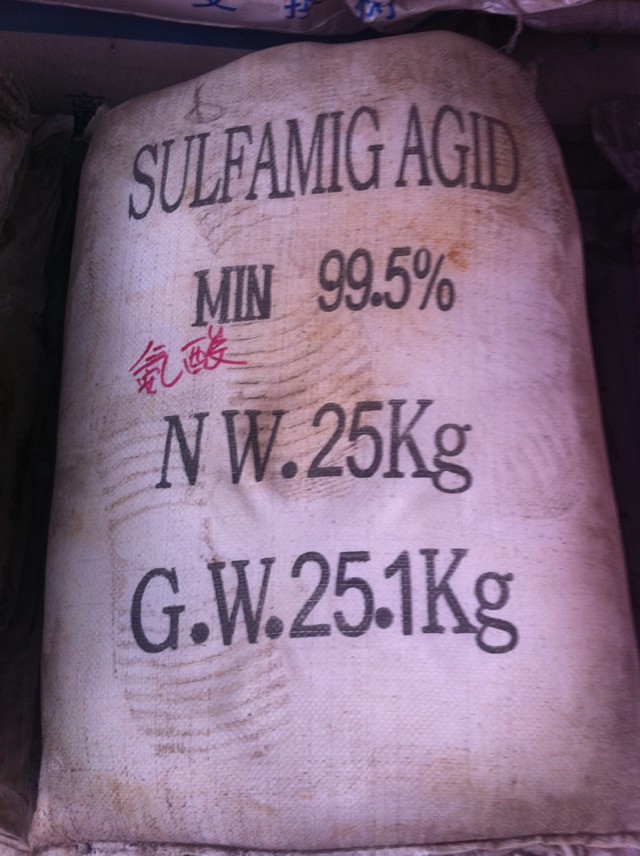 SULFAMIG AGID
MIN 99.5%
氨酸
N W.25Kg
G.W.25.1Kg